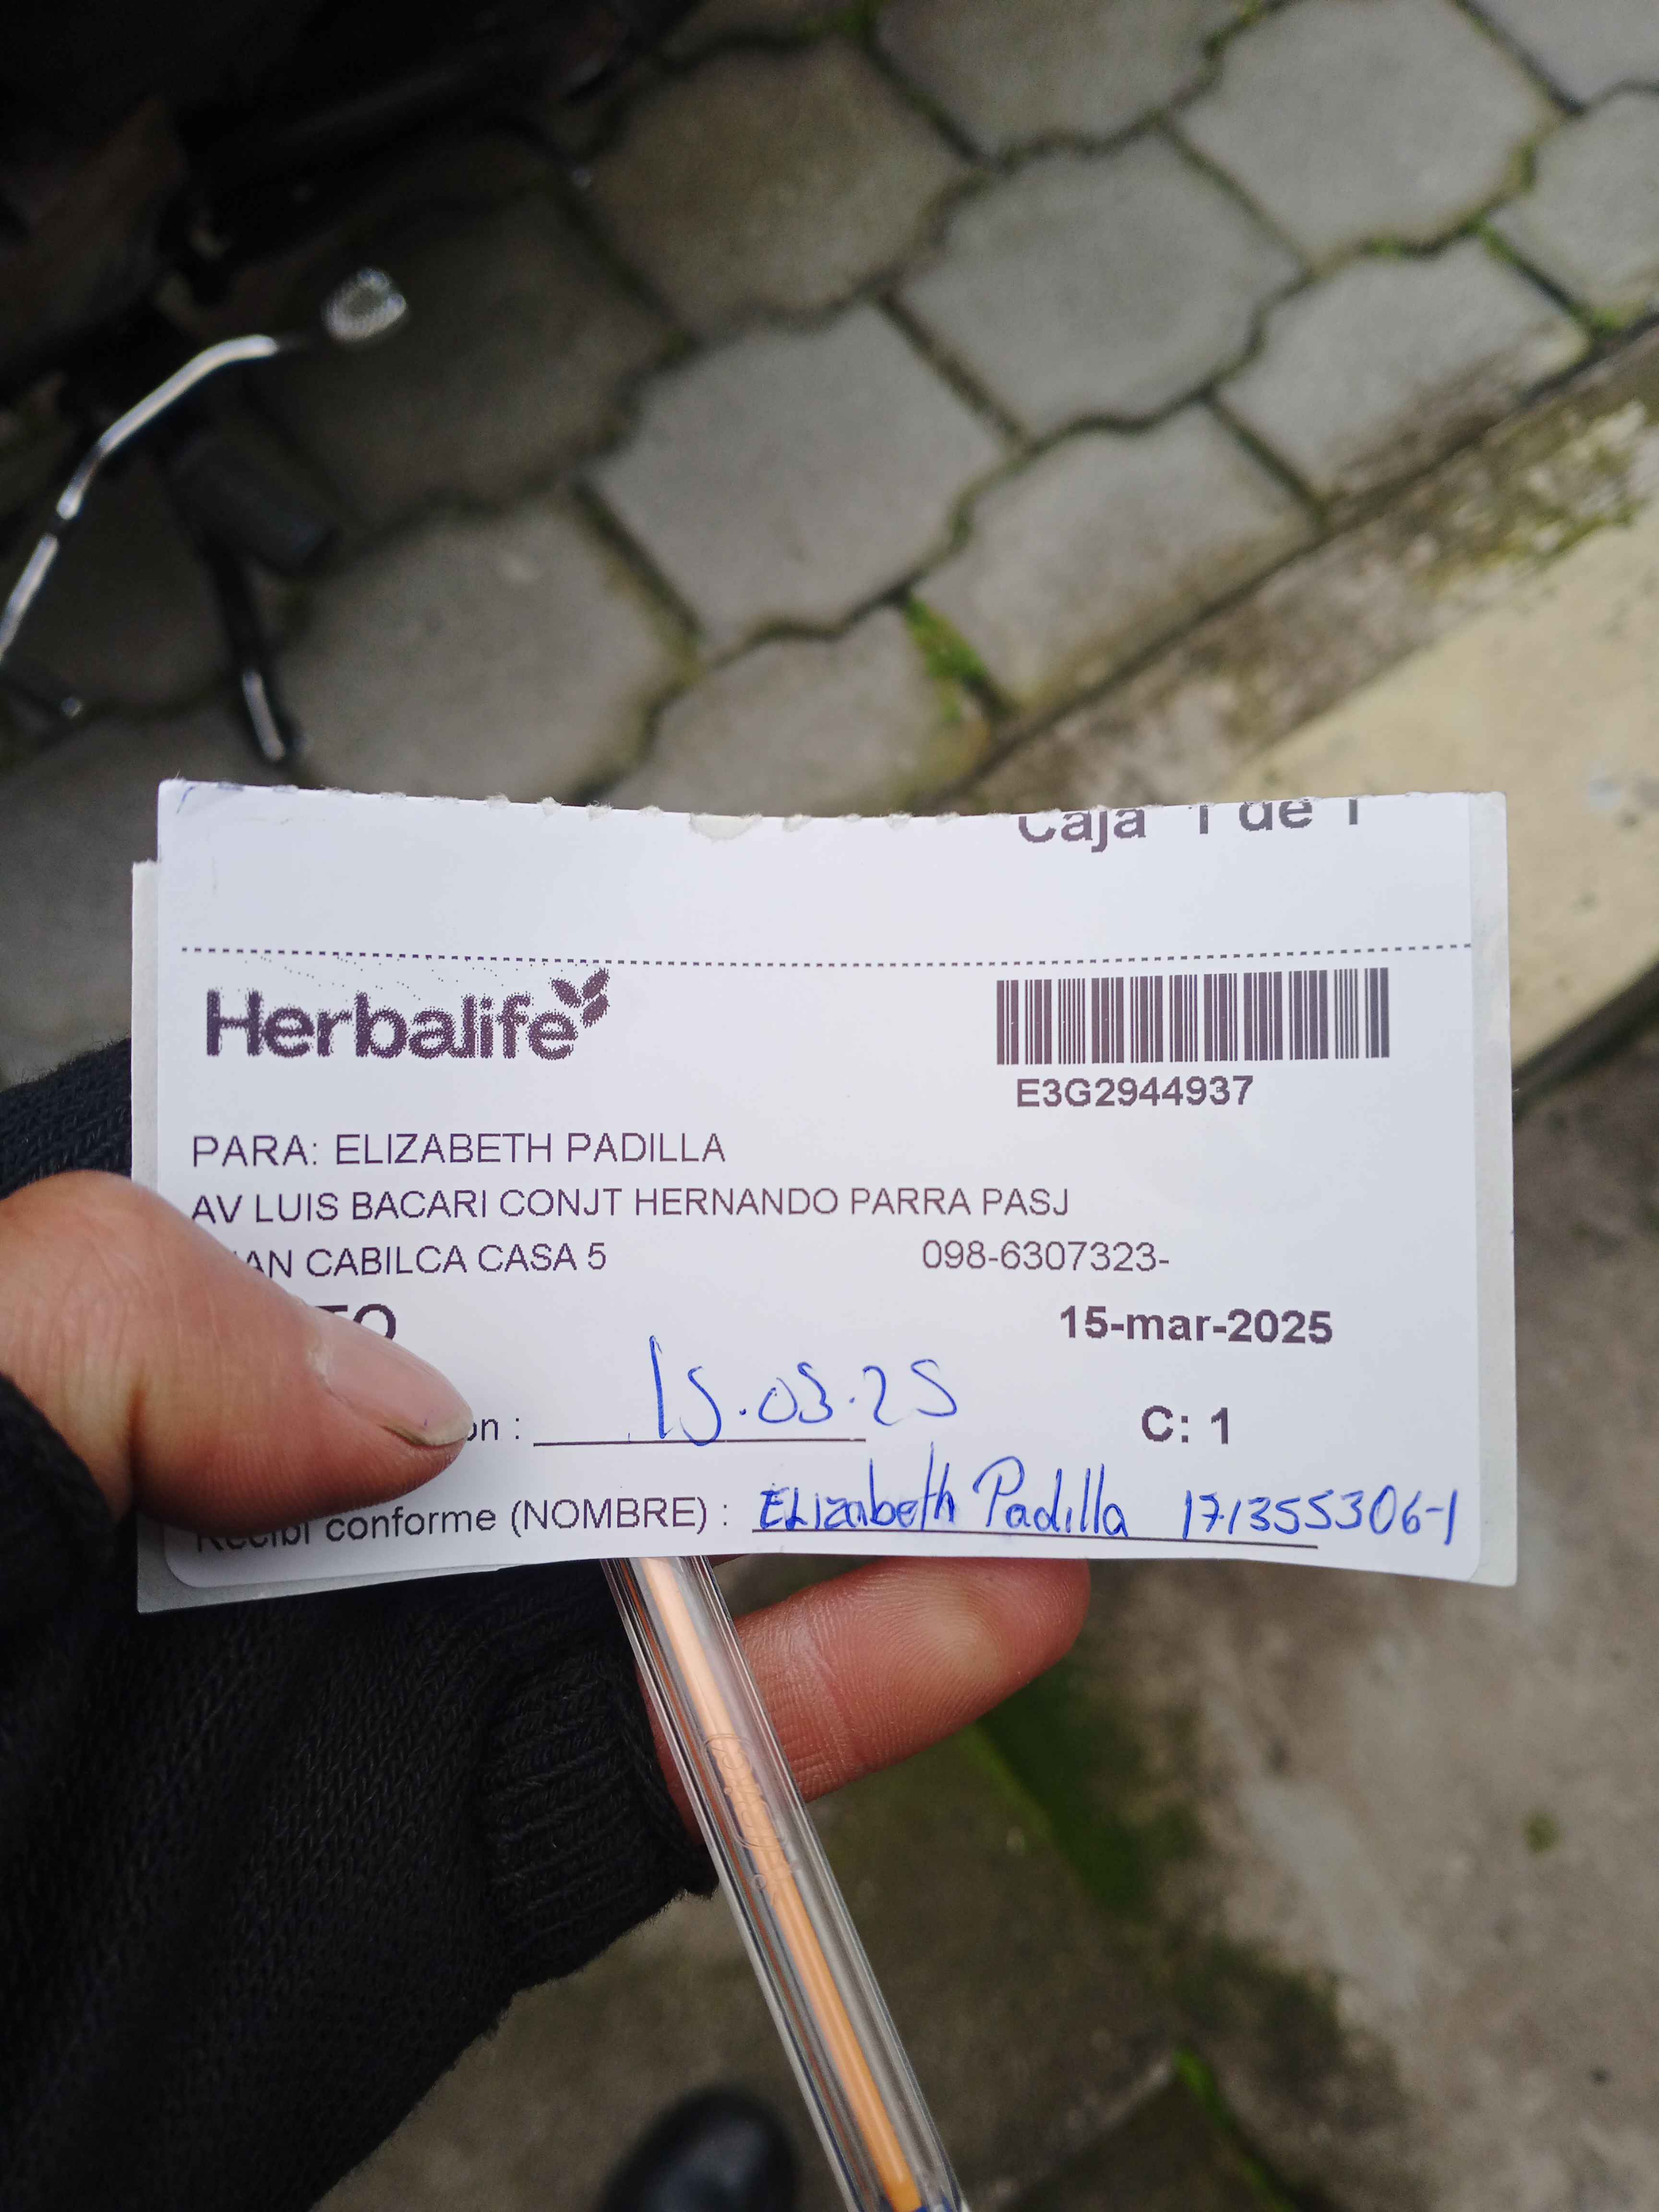 Caja 1 de 1
Herbalife
E3G2944937
PARA: ELIZABETH PADILLA
AV LUIS BACARI CONJT HERNANDO PARRA PASJ
CABILCA CASA 5 098-6307323-
15-mar-2025
15.03.25 C: 1
Recibi conforme (NOMBRE) : Elizabeth Padilla 171355306-1